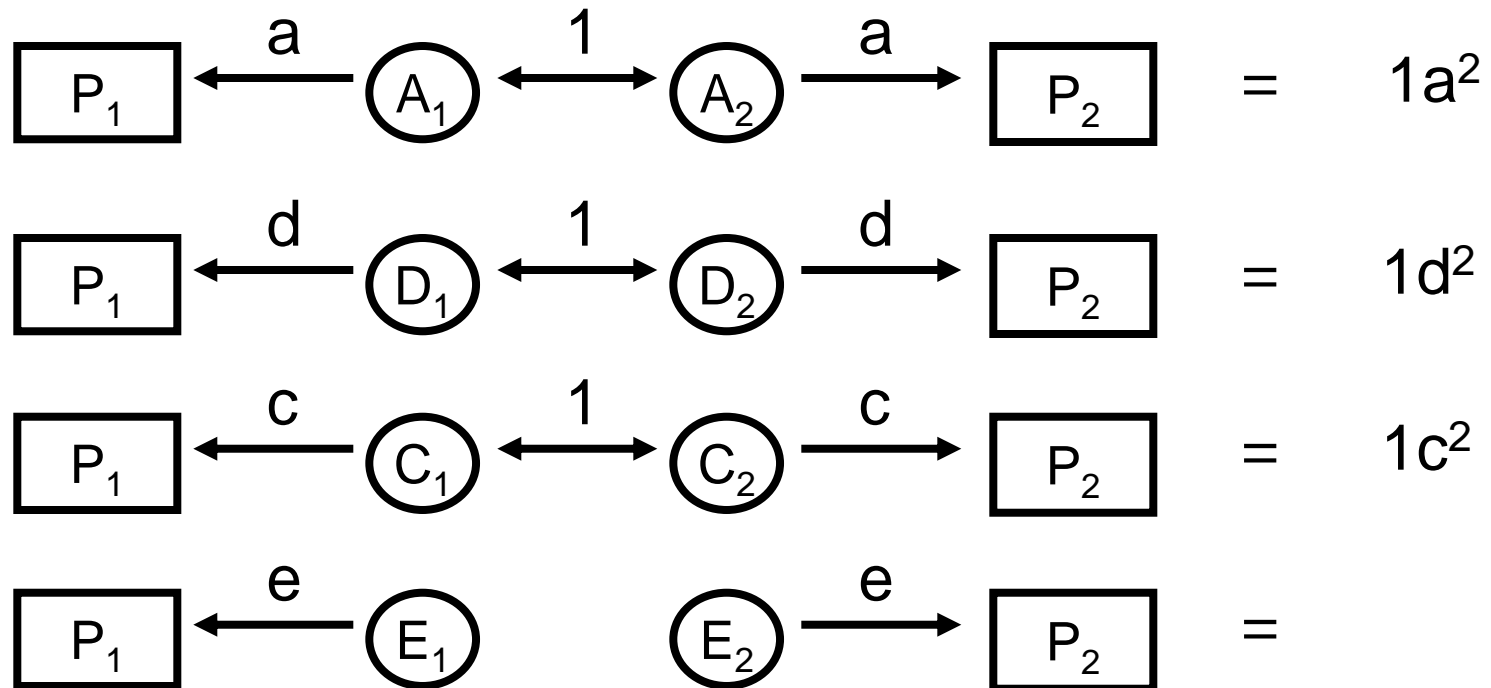 a 1 a
P₁ A₁ A₂ P₂ = 1a²
d 1 d
P₁ D₁ D₂ P₂ = 1d²
c 1 c
P₁ C₁ C₂ P₂ = 1c²
e e
P₁ E₁ E₂ P₂ =